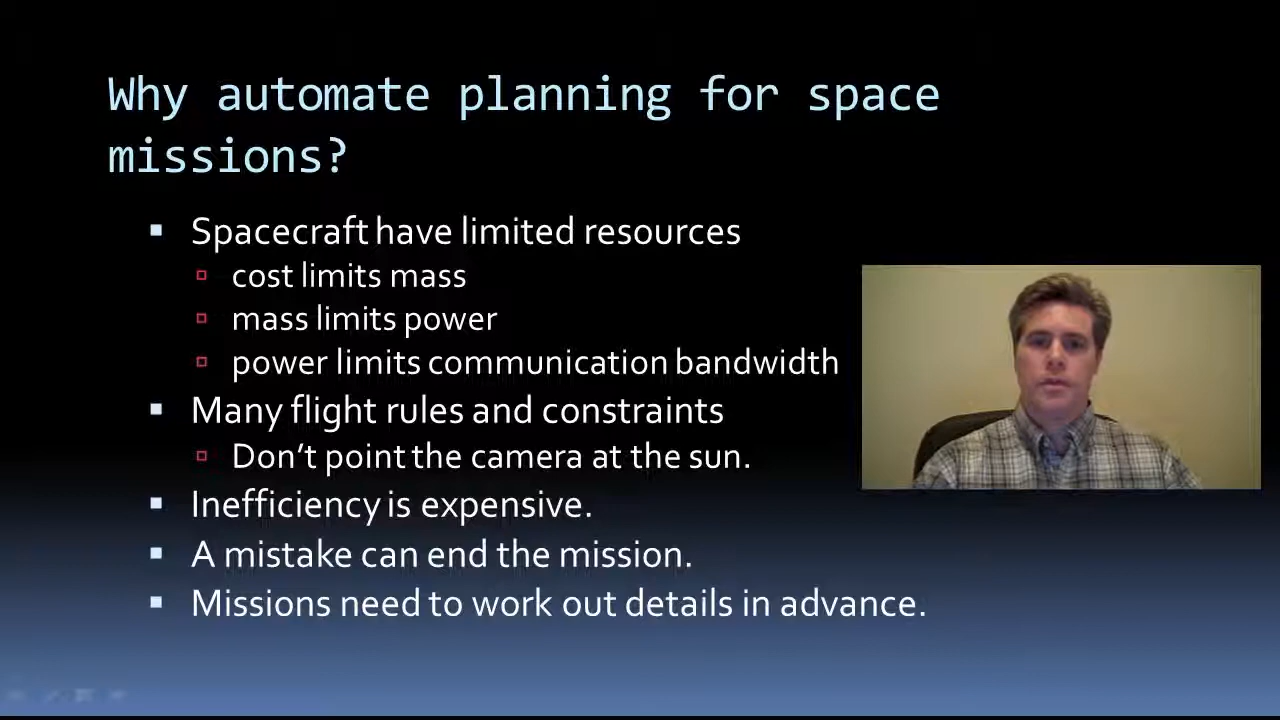 Why automate planning for space
missions?
Spacecraft have limited resources
cost limits mass
mass limits power
power limits communication bandwidth
Many flight rules and constraints
Don’t point the camera at the sun.
Inefficiency is expensive.
A mistake can end the mission.
Missions need to work out details in advance.